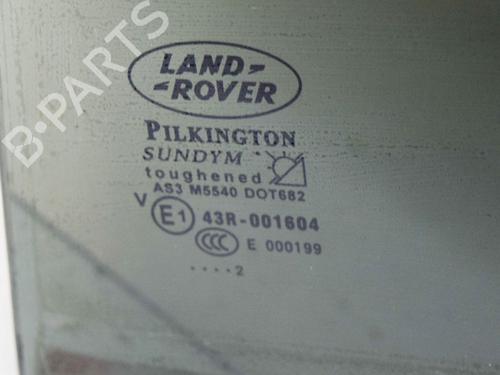 B-PARTS
LAND-
-ROVER
PILKINGTON
SUNDYM
toughened
AS3 M5540 DOT682
V E1 43R-001604
CCC E 000199
....2